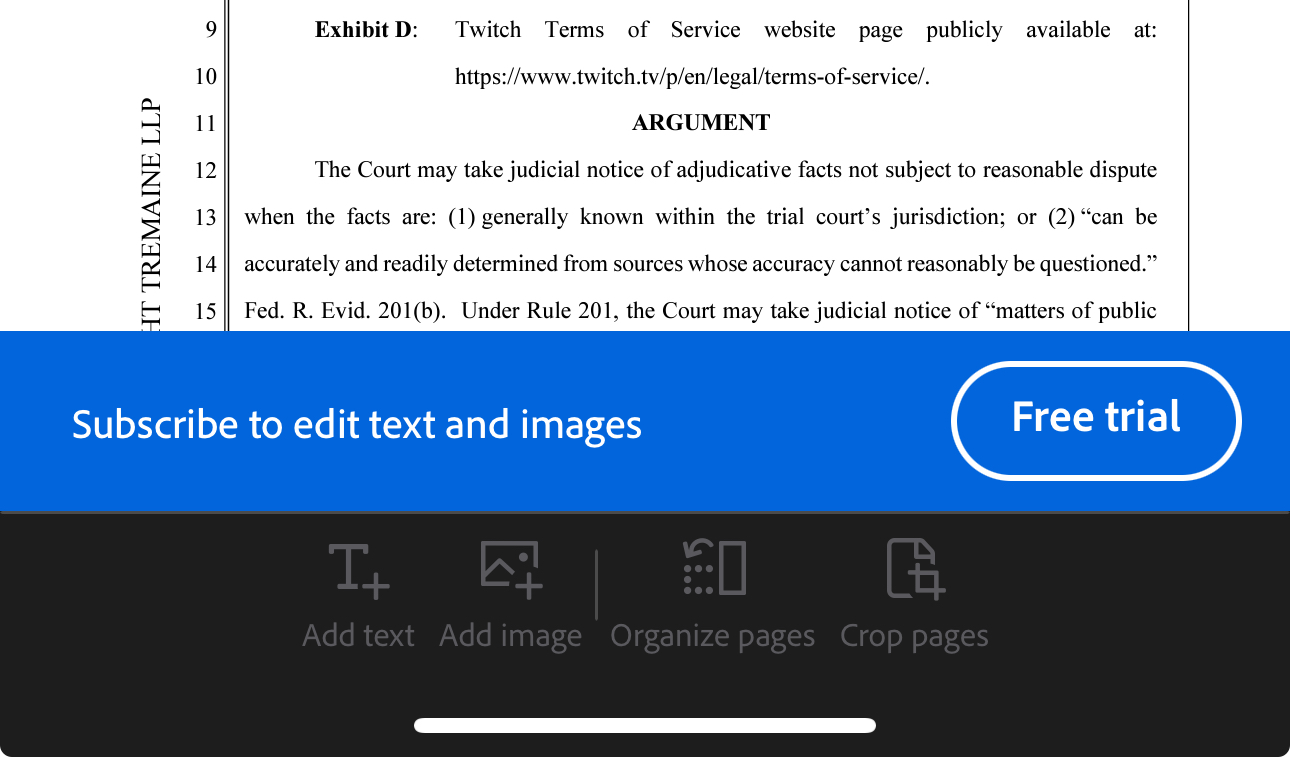 9 Exhibit D: Twitch Terms of Service website page publicly available at:
10 https://www.twitch.tv/p/en/legal/terms-of-service/.
11 ARGUMENT
12 The Court may take judicial notice of adjudicative facts not subject to reasonable dispute
13 when the facts are: (1) generally known within the trial court’s jurisdiction; or (2) “can be
14 accurately and readily determined from sources whose accuracy cannot reasonably be questioned.”
15 Fed. R. Evid. 201(b). Under Rule 201, the Court may take judicial notice of “matters of public
TREMAINE LLP
Subscribe to edit text and images
Free trial
Add text
Add image
Organize pages
Crop pages